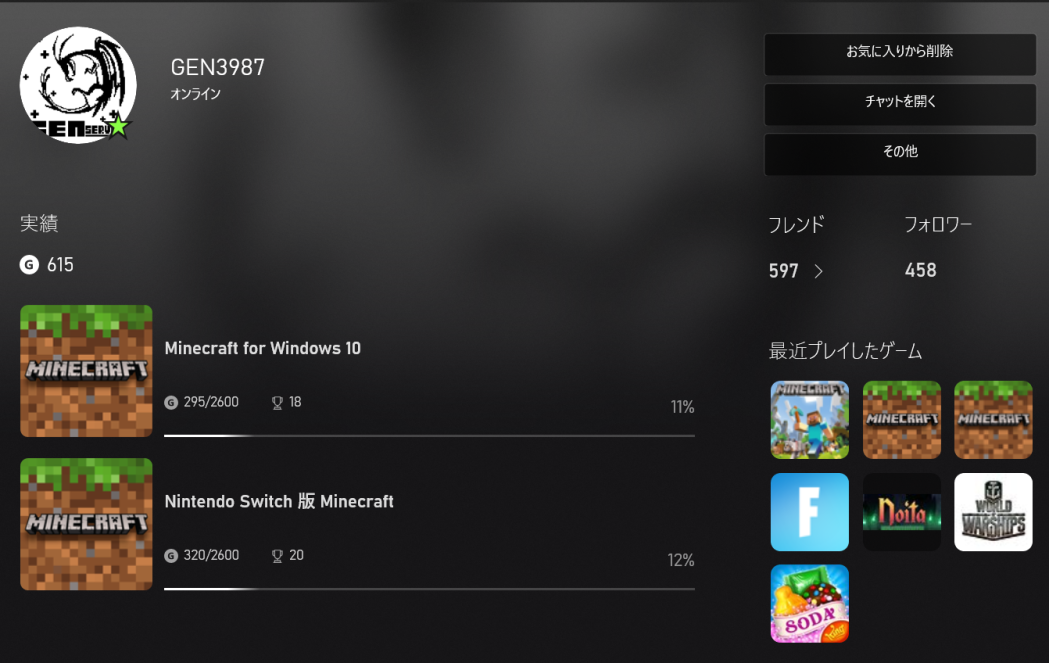 GEN3987
オンライン
GEN SERV
お気に入りから削除
チャットを開く
その他
実績
G 615
フレンド
フォロワー
597 >
458
MINECRAFT
Minecraft for Windows 10
G 295/2600
18
11%
MINECRAFT
Nintendo Switch 版 Minecraft
G 320/2600
20
12%
最近プレイしたゲーム
MINECRAFT
MINECRAFT
MINECRAFT
F
Noita
WORLD
OF
WARSHIPS
SODA
King